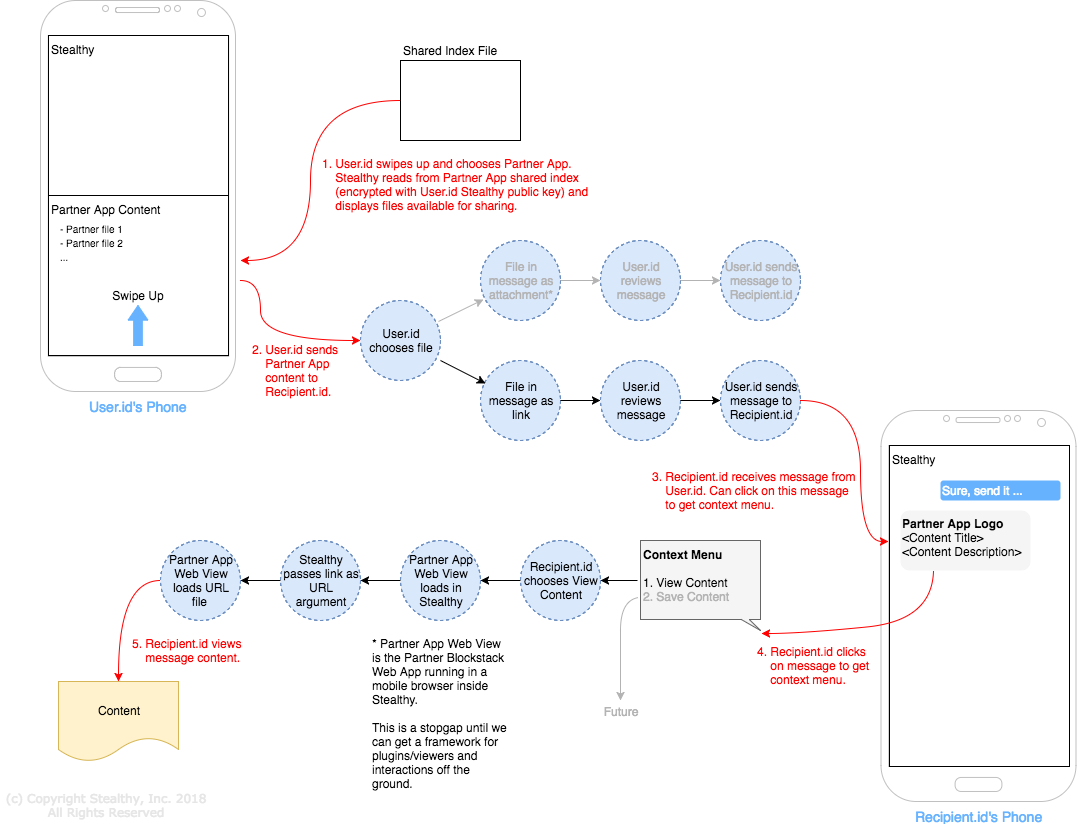 Stealthy
Shared Index File
1. User.id swipes up and chooses Partner App.
Stealthy reads from Partner App shared index
(encrypted with User.id Stealthy public key) and
displays files available for sharing.
Partner App Content
- Partner file 1
- Partner file 2
...
Swipe Up
User.id's Phone
2. User.id sends
Partner App
content to
Recipient.id.
User.id
chooses file
File in
message as
attachment*
User.id
reviews
message
User.id sends
message to
Recipient.id
File in
message as
link
User.id
reviews
message
User.id sends
message to
Recipient.id
3. Recipient.id receives message from
User.id. Can click on this message
to get context menu.
Stealthy
Sure, send it ...
Partner App Logo
<Content Title>
<Content Description>
Recipient.id's Phone
4. Recipient.id clicks
on message to get
context menu.
Context Menu
1. View Content
2. Save Content
Future
Recipient.id
chooses View
Content
Partner App
Web View
loads in
Stealthy
Stealthy
passes link as
URL
argument
Partner App
Web View
loads URL
file
5. Recipient.id views
message content.
Content
* Partner App Web View
is the Partner Blockstack
Web App running in a
mobile browser inside
Stealthy.
This is a stopgap until we
can get a framework for
plugins/viewers and
interactions off the
ground.
(c) Copyright Stealthy, Inc. 2018
All Rights Reserved